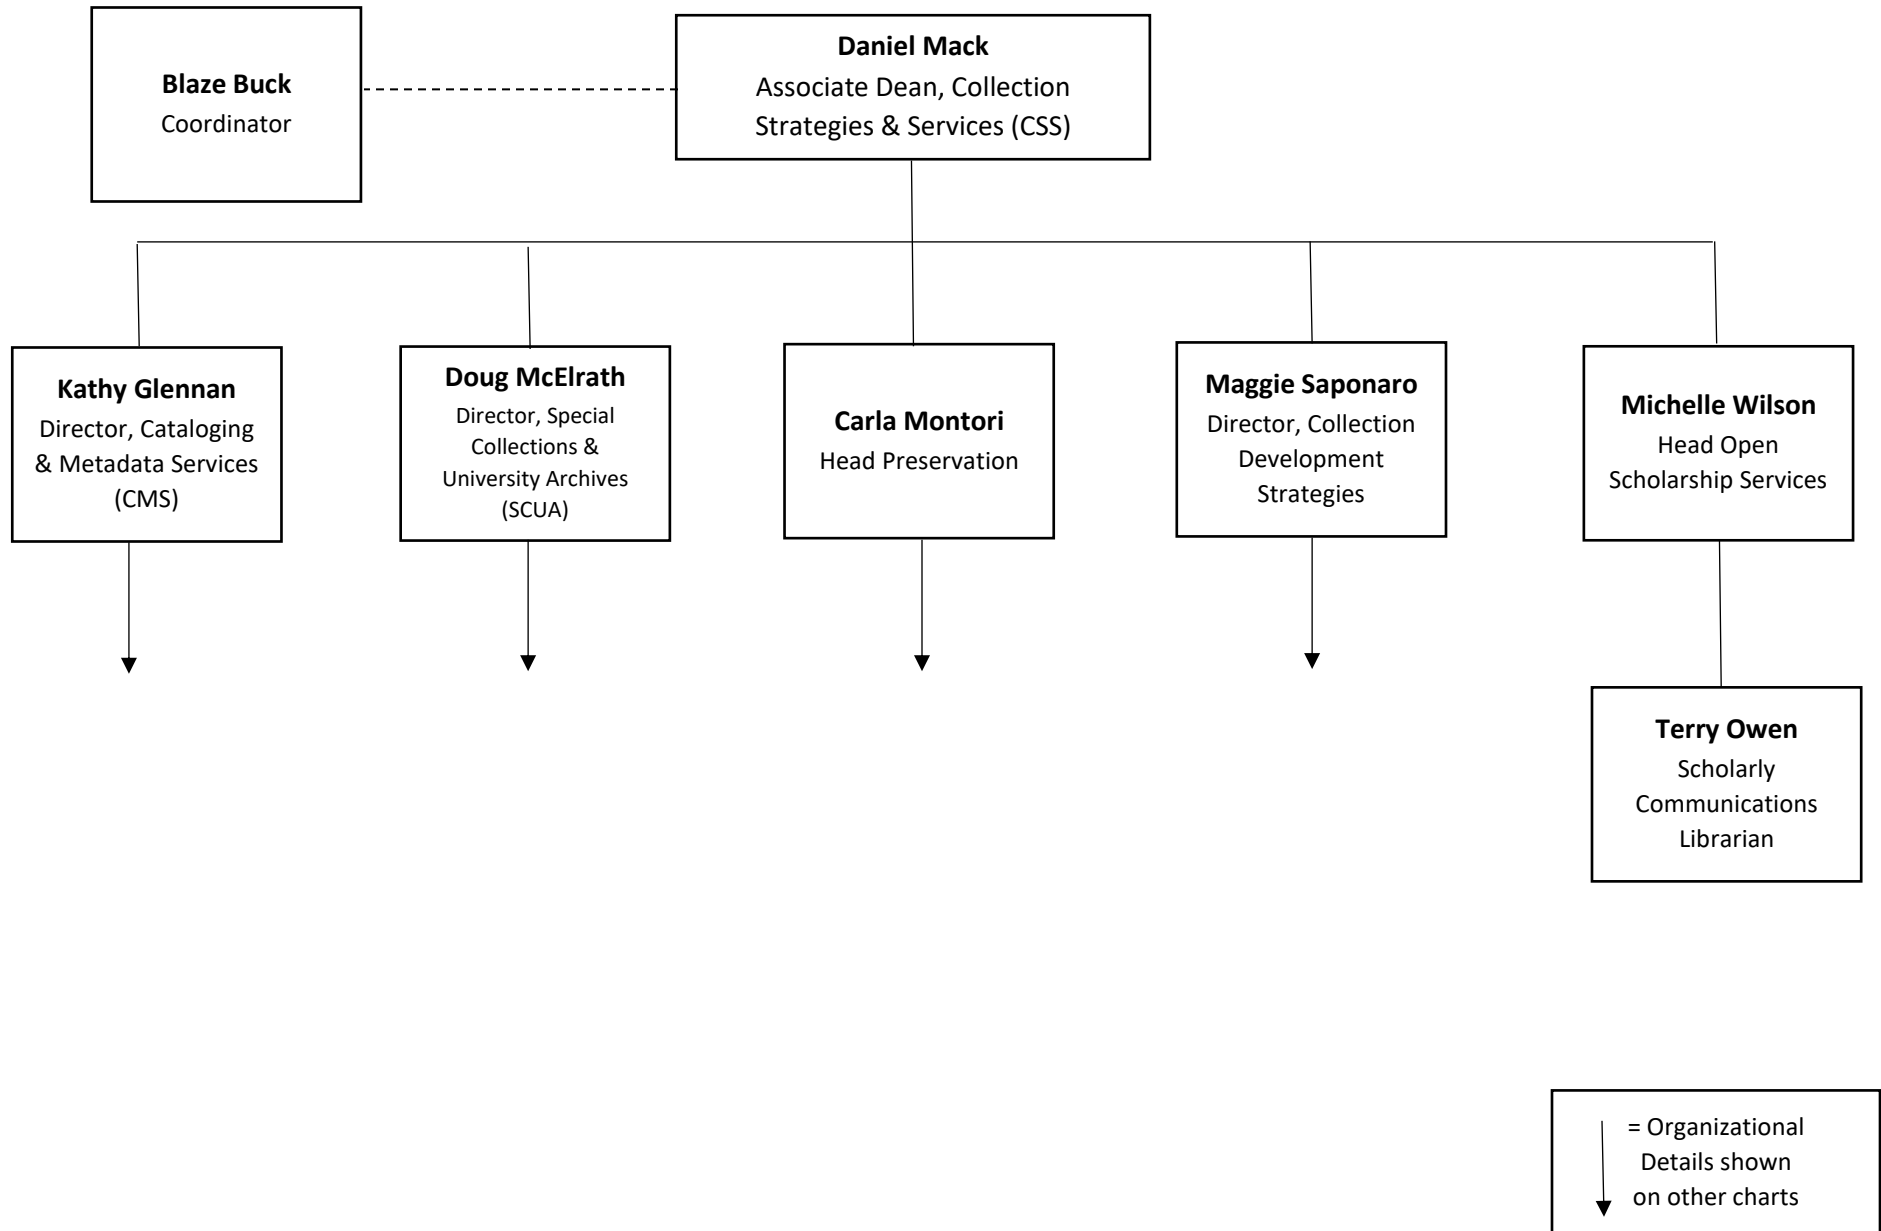 Blaze Buck
Coordinator
Daniel Mack
Associate Dean, Collection
Strategies & Services (CSS)
Kathy Glennan
Director, Cataloging
& Metadata Services
(CMS)
Doug McElrath
Director, Special
Collections &
University Archives
(SCUA)
Carla Montori
Head Preservation
Maggie Saponaro
Director, Collection
Development
Strategies
Michelle Wilson
Head Open
Scholarship Services
Terry Owen
Scholarly
Communications
Librarian
= Organizational
Details shown
on other charts